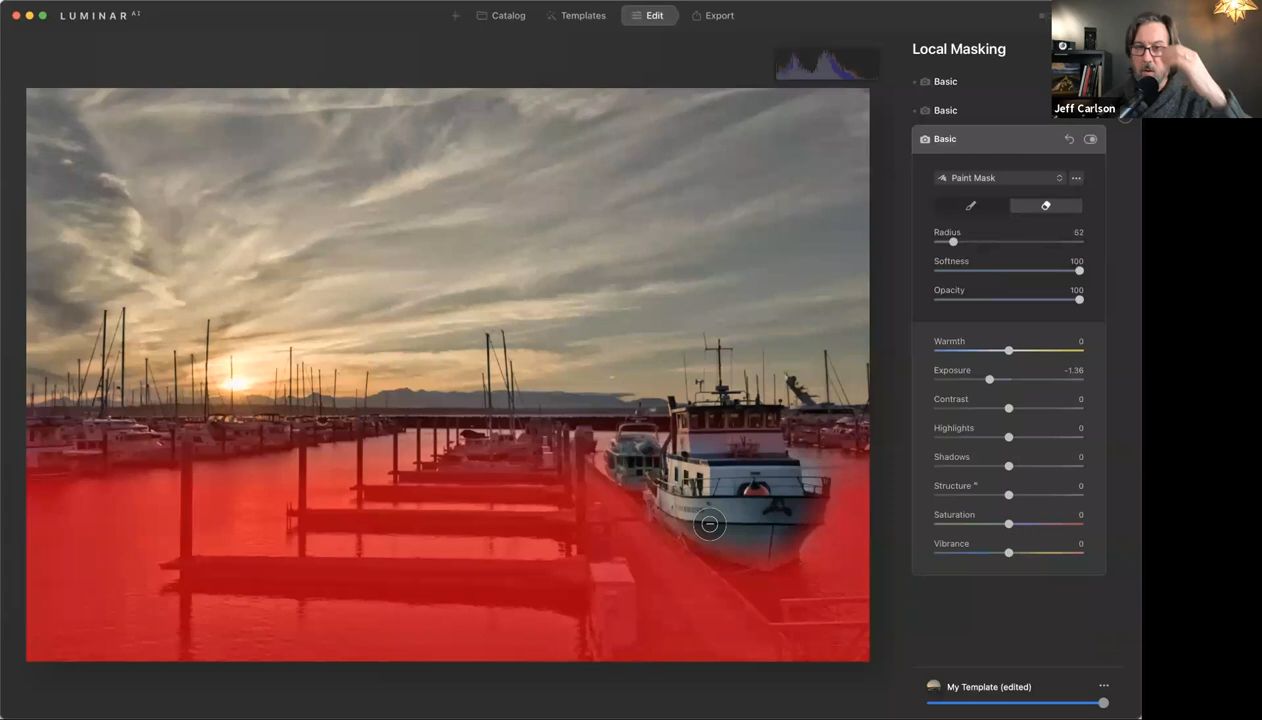 LUMINAR AI
Catalog
Templates
Edit
Export
Local Masking
Basic
Basic
Basic
Paint Mask
Radius 62
Softness 100
Opacity 100
Warmth 0
Exposure -1.36
Contrast 0
Highlights 0
Shadows 0
Structure AI 0
Saturation 0
Vibrance 0
My Template (edited)
Jeff Carlson